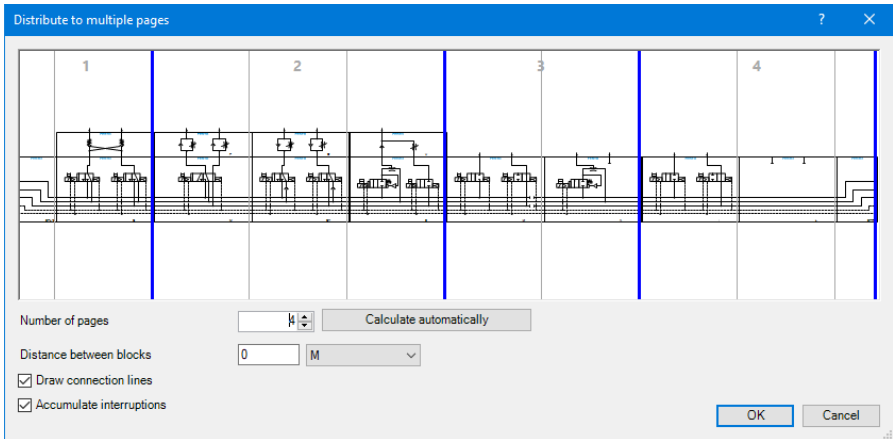 Distribute to multiple pages ?
1 2 3 4
Number of pages 4 Calculate automatically
Distance between blocks 0 M
Draw connection lines
Accumulate interruptions
OK Cancel